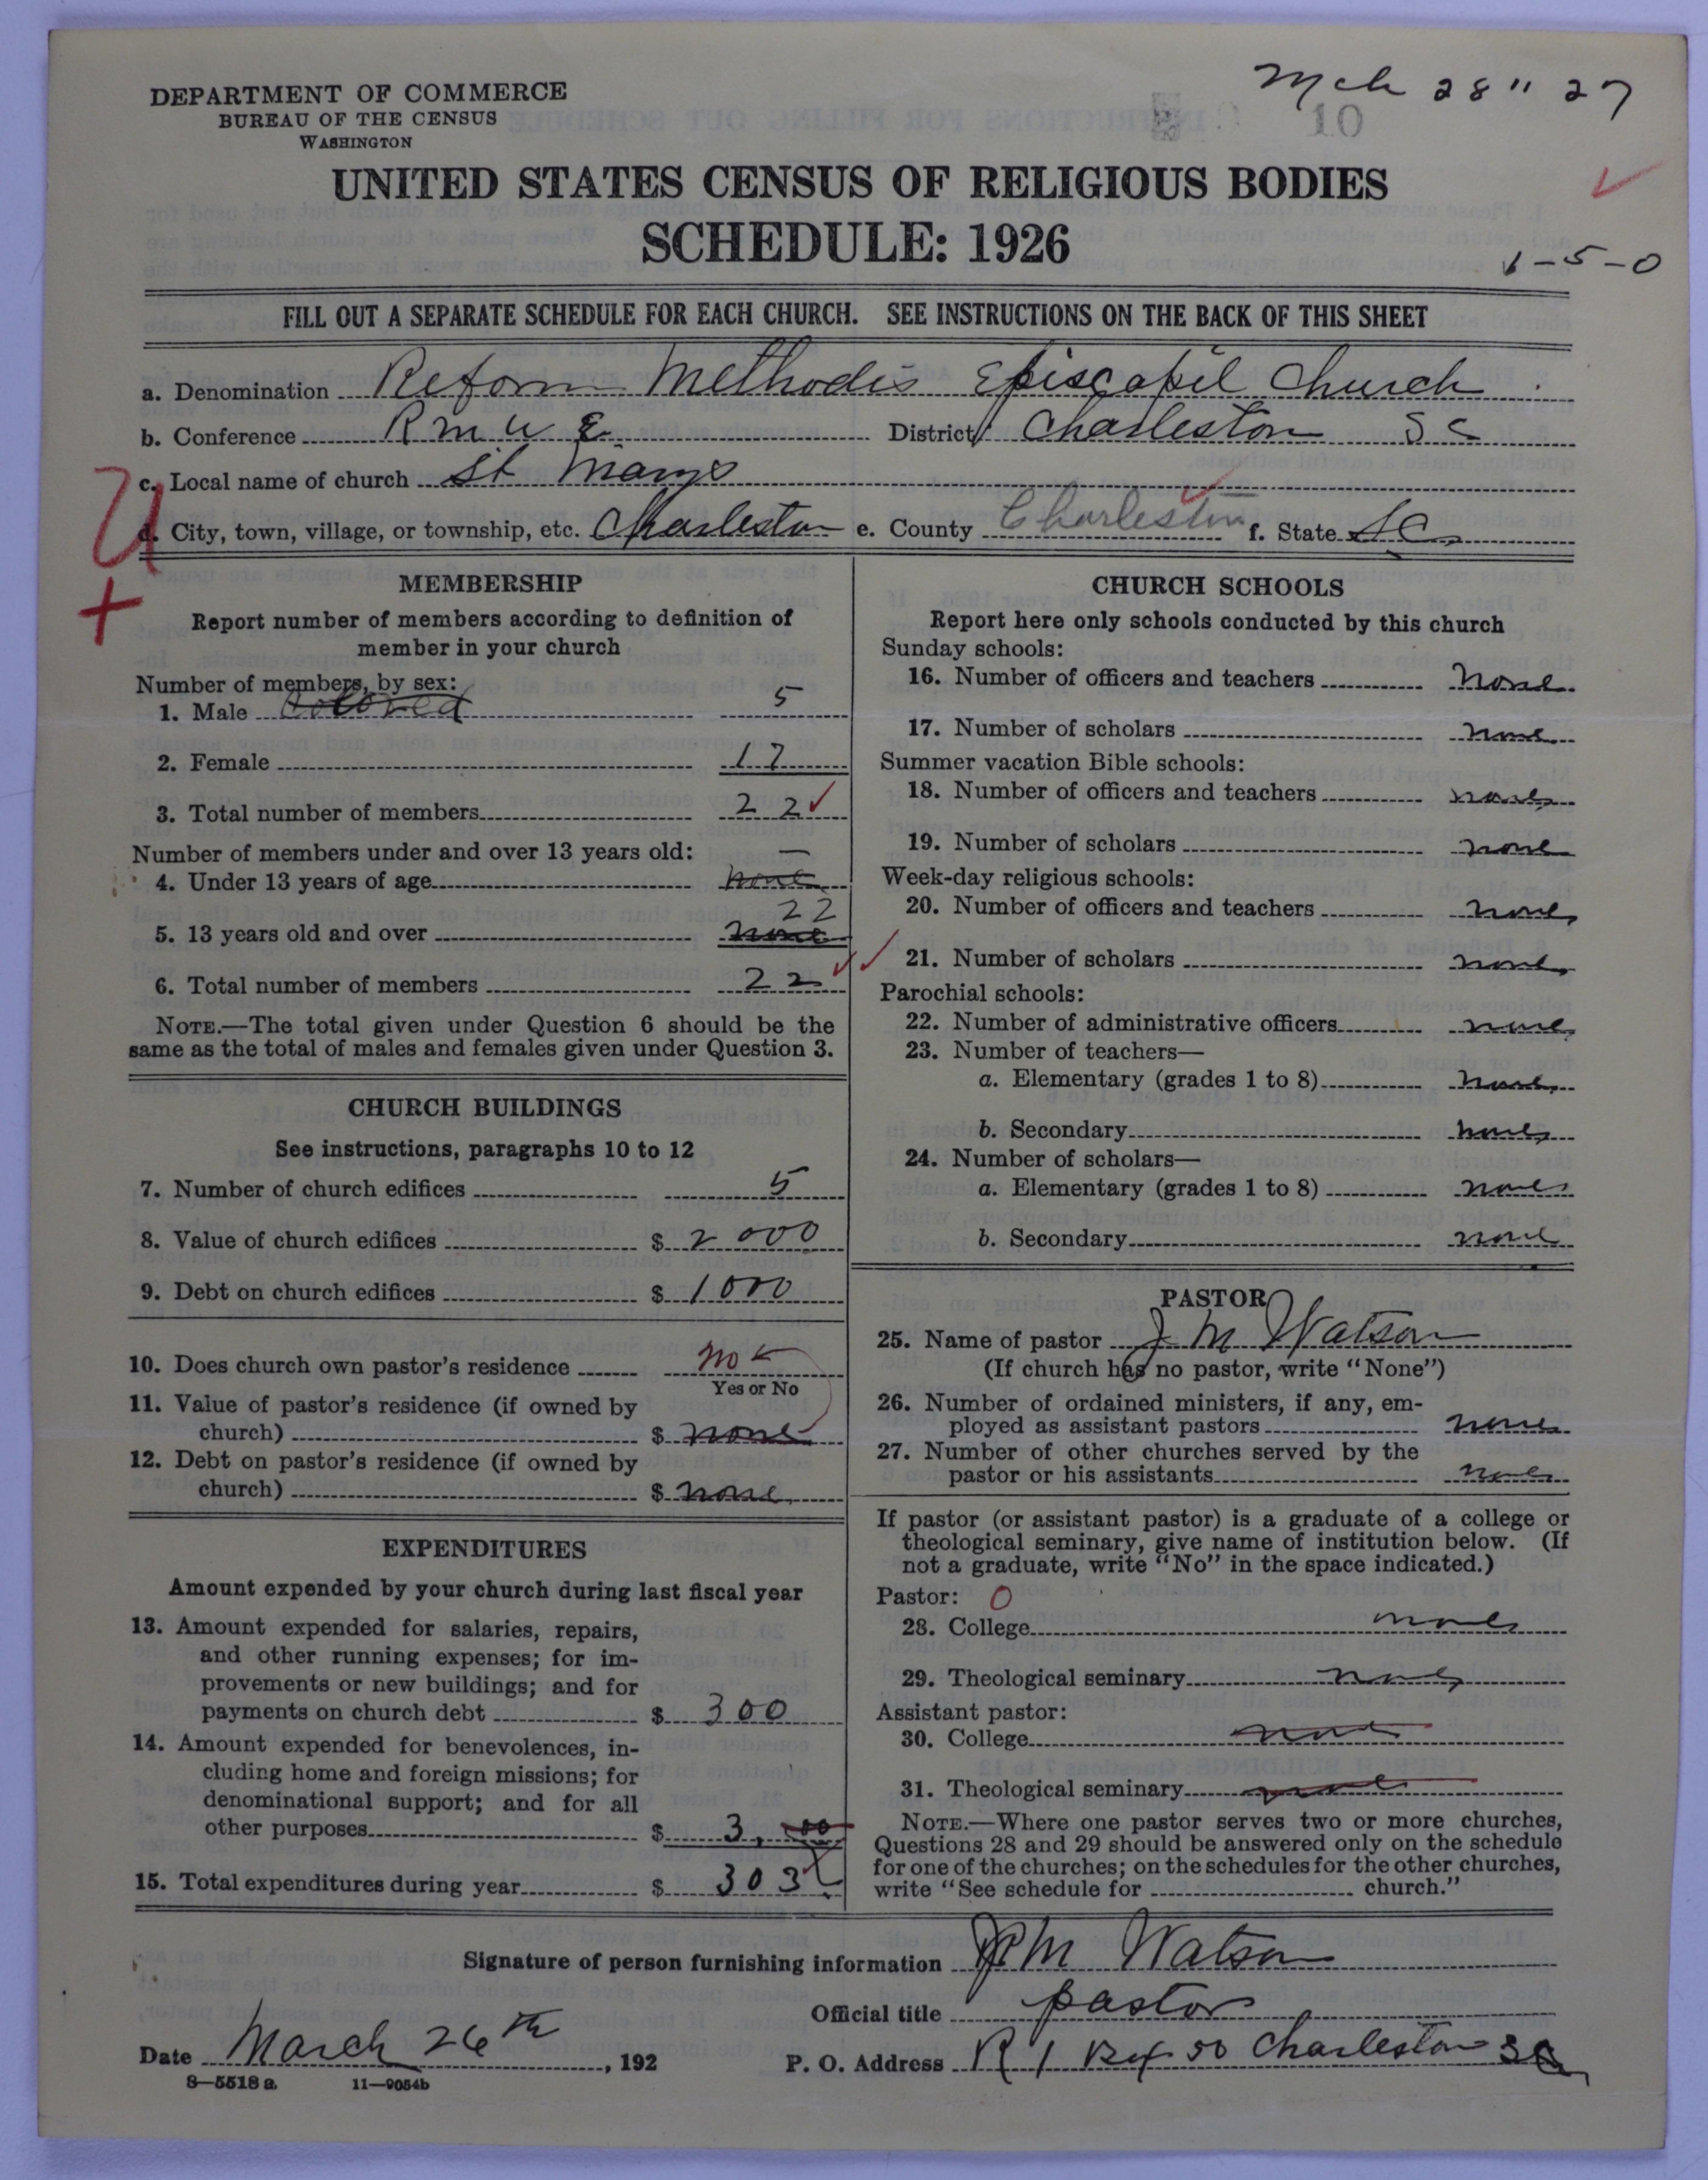 Mch 28" 27
DEPARTMENT OF COMMERCE
BUREAU OF THE CENSUS
WASHINGTON
10
UNITED STATES CENSUS OF RELIGIOUS BODIES
SCHEDULE: 1926
1-5-0
FILL OUT A SEPARATE SCHEDULE FOR EACH CHURCH. SEE INSTRUCTIONS ON THE BACK OF THIS SHEET
a. Denomination Reform Methodis Episcopil Church
b. Conference R M U E. District Charleston S C
c. Local name of church St Marys
d. City, town, village, or township, etc. Charleston e. County Charleston f. State S.C.
U
+
MEMBERSHIP
Report number of members according to definition of
member in your church
Number of members, by sex:
1. Male Colored 5
2. Female 17
3. Total number of members 22
Number of members under and over 13 years old: —
4. Under 13 years of age none
22
5. 13 years old and over none
6. Total number of members 22
NOTE.—The total given under Question 6 should be the
same as the total of males and females given under Question 3.
CHURCH BUILDINGS
See instructions, paragraphs 10 to 12
7. Number of church edifices 5
8. Value of church edifices $ 2000
9. Debt on church edifices $ 1000
10. Does church own pastor's residence no
Yes or No
11. Value of pastor's residence (if owned by
church) $ none
12. Debt on pastor's residence (if owned by
church) $ none
EXPENDITURES
Amount expended by your church during last fiscal year
13. Amount expended for salaries, repairs,
and other running expenses; for im-
provements or new buildings; and for
payments on church debt $ 300
14. Amount expended for benevolences, in-
cluding home and foreign missions; for
denominational support; and for all
other purposes $ 3, 00
15. Total expenditures during year $ 303
CHURCH SCHOOLS
Report here only schools conducted by this church
Sunday schools:
16. Number of officers and teachers none
17. Number of scholars none
Summer vacation Bible schools:
18. Number of officers and teachers none
19. Number of scholars none
Week-day religious schools:
20. Number of officers and teachers none
21. Number of scholars none
Parochial schools:
22. Number of administrative officers none
23. Number of teachers—
a. Elementary (grades 1 to 8) none
b. Secondary none
24. Number of scholars—
a. Elementary (grades 1 to 8) none
b. Secondary none
PASTOR
25. Name of pastor J M Watson
(If church has no pastor, write "None")
26. Number of ordained ministers, if any, em-
ployed as assistant pastors none
27. Number of other churches served by the
pastor or his assistants none
If pastor (or assistant pastor) is a graduate of a college or
theological seminary, give name of institution below. (If
not a graduate, write "No" in the space indicated.)
Pastor: 0
28. College none
29. Theological seminary none
Assistant pastor:
30. College none
31. Theological seminary none
NOTE.—Where one pastor serves two or more churches,
Questions 28 and 29 should be answered only on the schedule
for one of the churches; on the schedules for the other churches,
write "See schedule for church."
Signature of person furnishing information J M Watson
Official title pastor
Date March 26th, 192 P. O. Address R 1 Box 50 Charleston SC
8—5518 a 11—9054b